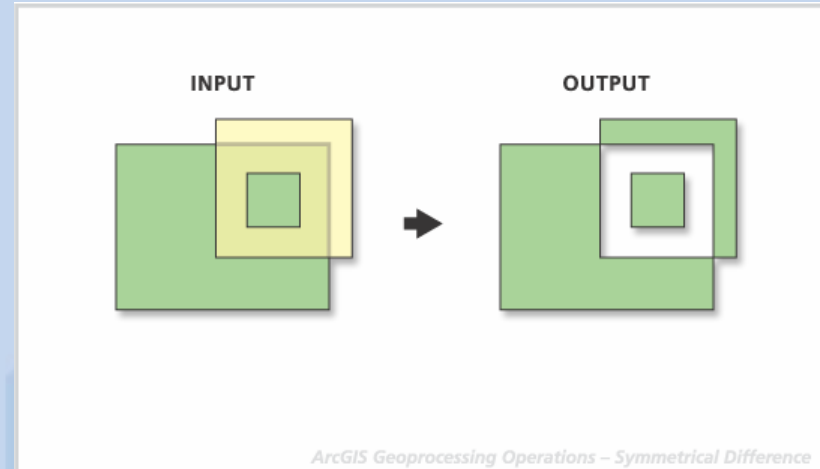 INPUT
OUTPUT
ArcGIS Geoprocessing Operations – Symmetrical Difference